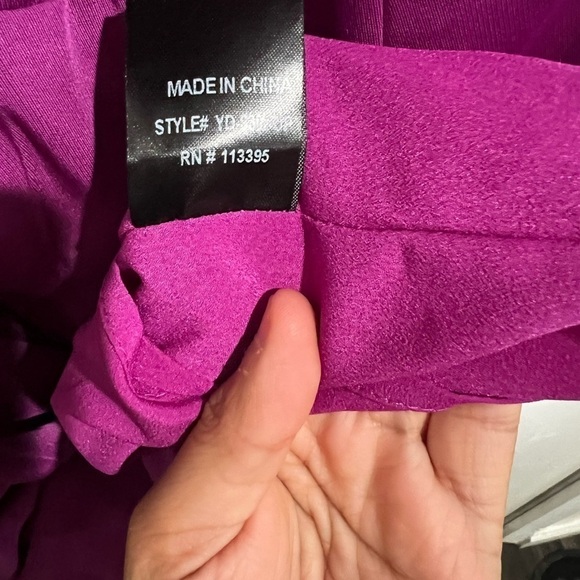 MADE IN CHINA
STYLE# YD
RN # 113395